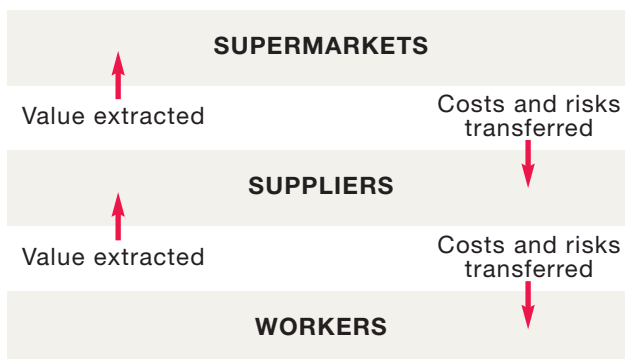 SUPERMARKETS
Value extracted
Costs and risks
transferred
SUPPLIERS
Value extracted
Costs and risks
transferred
WORKERS